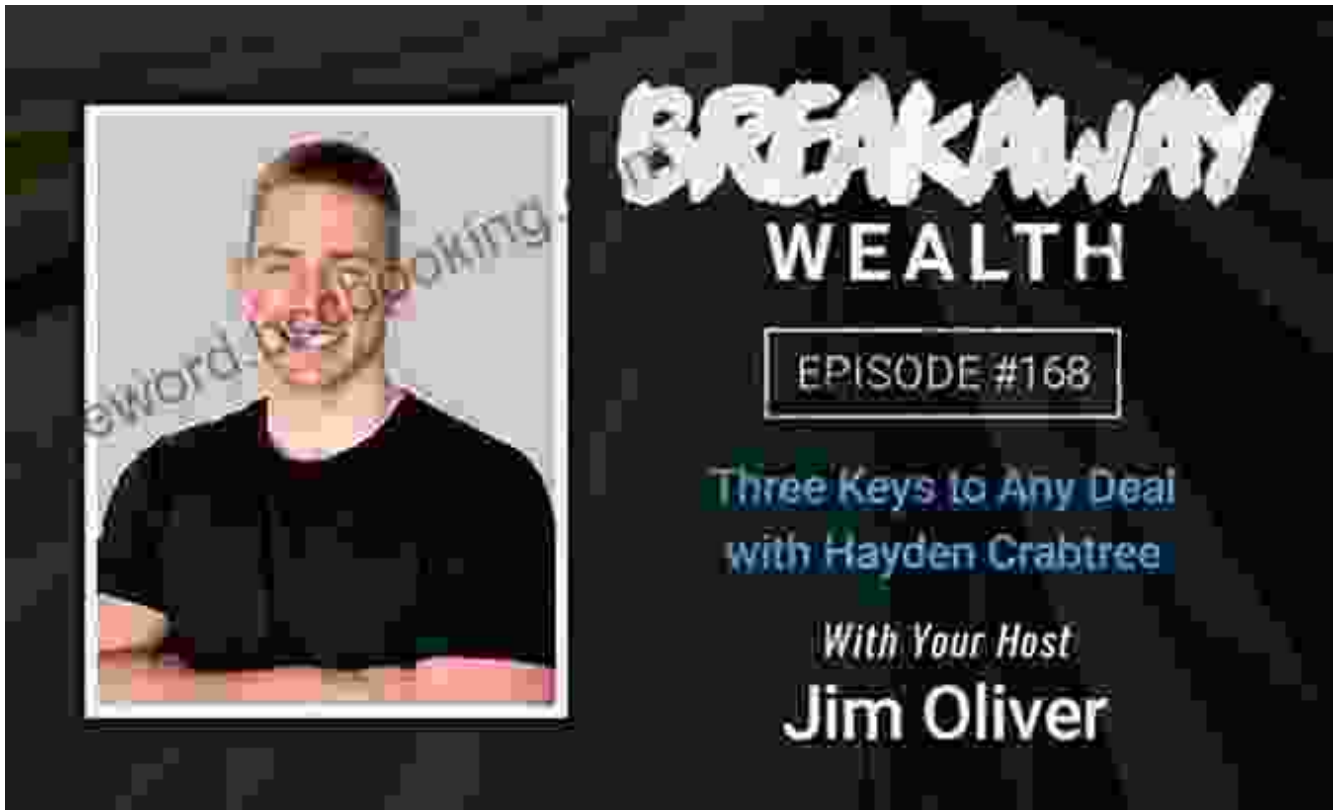 BREAKAWAY
WEALTH
EPISODE #168
Three Keys to Any Deal
with Hayden Crabtree
With Your Host
Jim Oliver